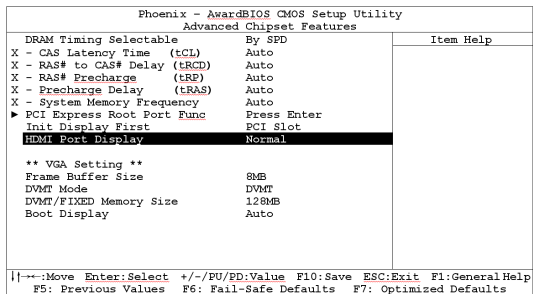 Phoenix - AwardBIOS CMOS Setup Utility
Advanced Chipset Features
DRAM Timing Selectable By SPD Item Help
X - CAS Latency Time (tCL) Auto
X - RAS# to CAS# Delay (tRCD) Auto
X - RAS# Precharge (tRP) Auto
X - Precharge Delay (tRAS) Auto
X - System Memory Frequency Auto
► PCI Express Root Port Func Press Enter
Init Display First PCI Slot
HDMI Port Display Normal
** VGA Setting **
Frame Buffer Size 8MB
DVMT Mode DVMT
DVMT/FIXED Memory Size 128MB
Boot Display Auto
↓↑→←:Move Enter:Select +/-/PU/PD:Value F10:Save ESC:Exit F1:General Help
F5: Previous Values F6: Fail-Safe Defaults F7: Optimized Defaults